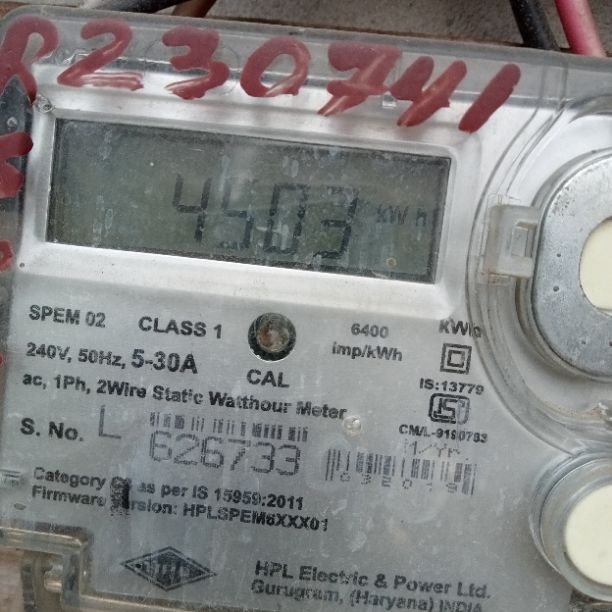 R230741
4503 kWh
SPEM 02 CLASS 1 6400 imp/kWh kWh
240V, 50Hz, 5-30A
CAL
IS:13779
ac, 1Ph, 2Wire Static Watthour Meter
S. No. L 626733
CM/L-9190783
Category as per IS 15959:2011
Firmware Version: HPLSPEM6XXX01
HPL HPL Electric & Power Ltd.
Gurugram, (Haryana) INDIA